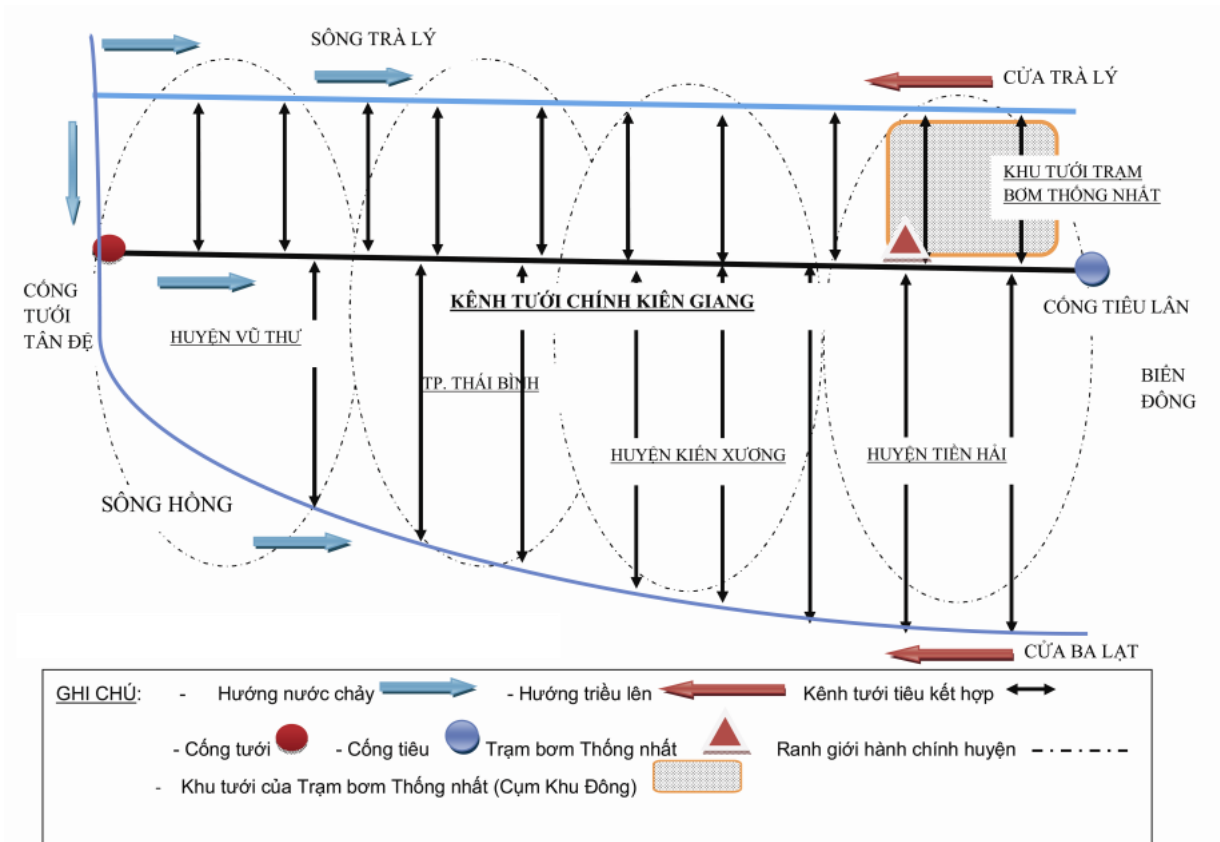 SÔNG TRÀ LÝ
CỬA TRÀ LÝ
KHU TƯỚI TRẠM
BƠM THỐNG NHẤT
CỐNG
TƯỚI
TÂN ĐỆ
KÊNH TƯỚI CHÍNH KIÊN GIANG
CỐNG TIÊU LÂN
HUYỆN VŨ THƯ
TP. THÁI BÌNH
BIÊN
ĐÔNG
HUYỆN KIẾN XƯƠNG
HUYỆN TIỀN HẢI
SÔNG HỒNG
CỬA BA LẠT
GHI CHÚ: - Hướng nước chảy - Hướng triều lên Kênh tưới tiêu kết hợp
- Cống tưới - Cống tiêu Trạm bơm Thống nhất Ranh giới hành chính huyện
- Khu tưới của Trạm bơm Thống nhất (Cụm Khu Đông)